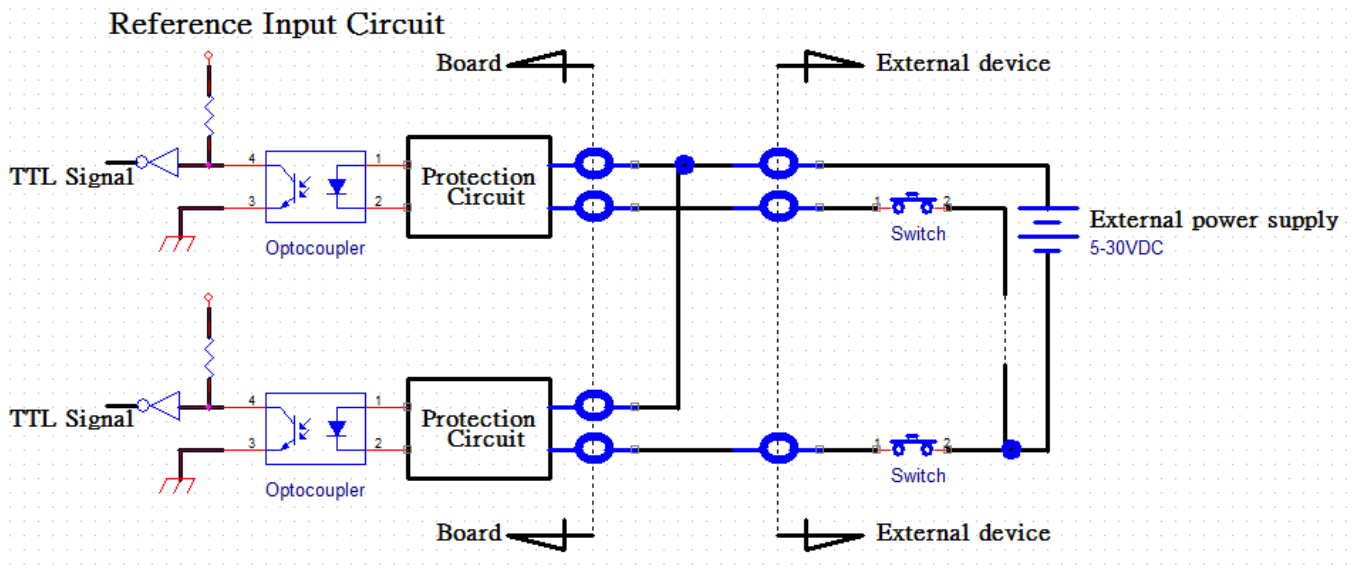 Reference Input Circuit
Board
External device
TTL Signal
4
3
1
2
Optocoupler
Protection
Circuit
1
2
Switch
External power supply
5-30VDC
TTL Signal
4
3
1
2
Optocoupler
Protection
Circuit
1
2
Switch
Board
External device